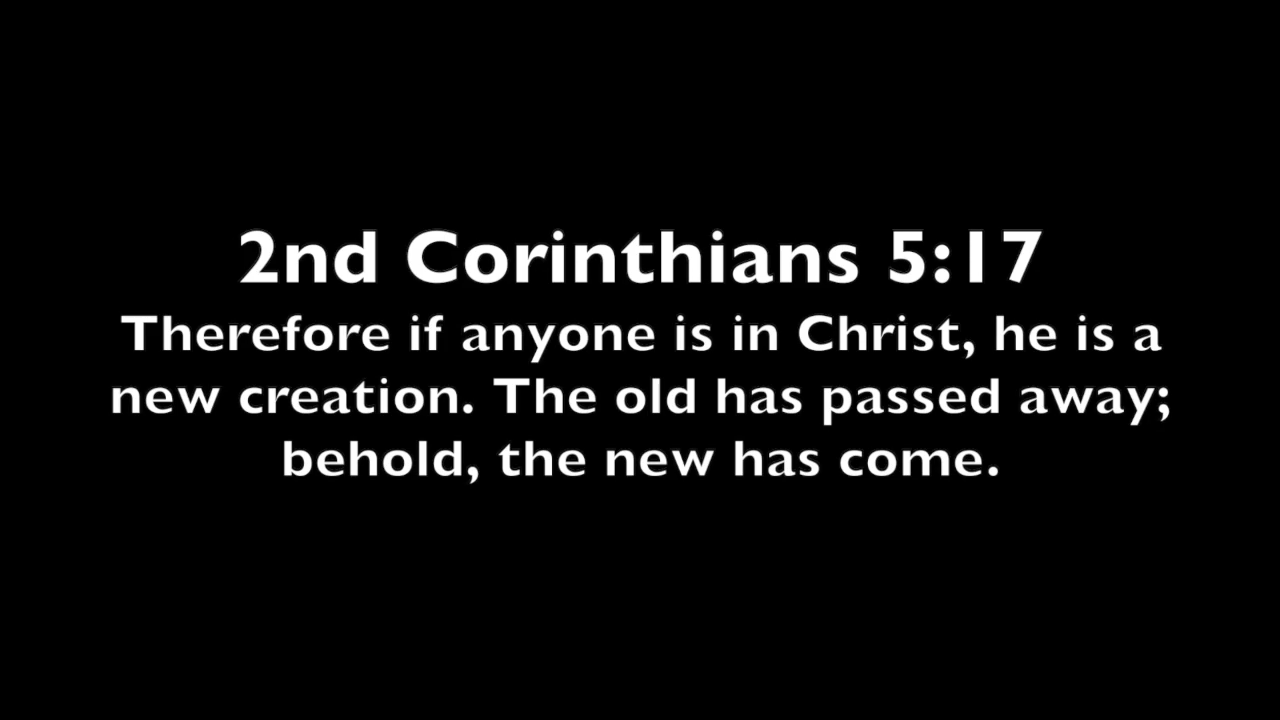 2nd Corinthians 5:17
Therefore if anyone is in Christ, he is a
new creation. The old has passed away;
behold, the new has come.